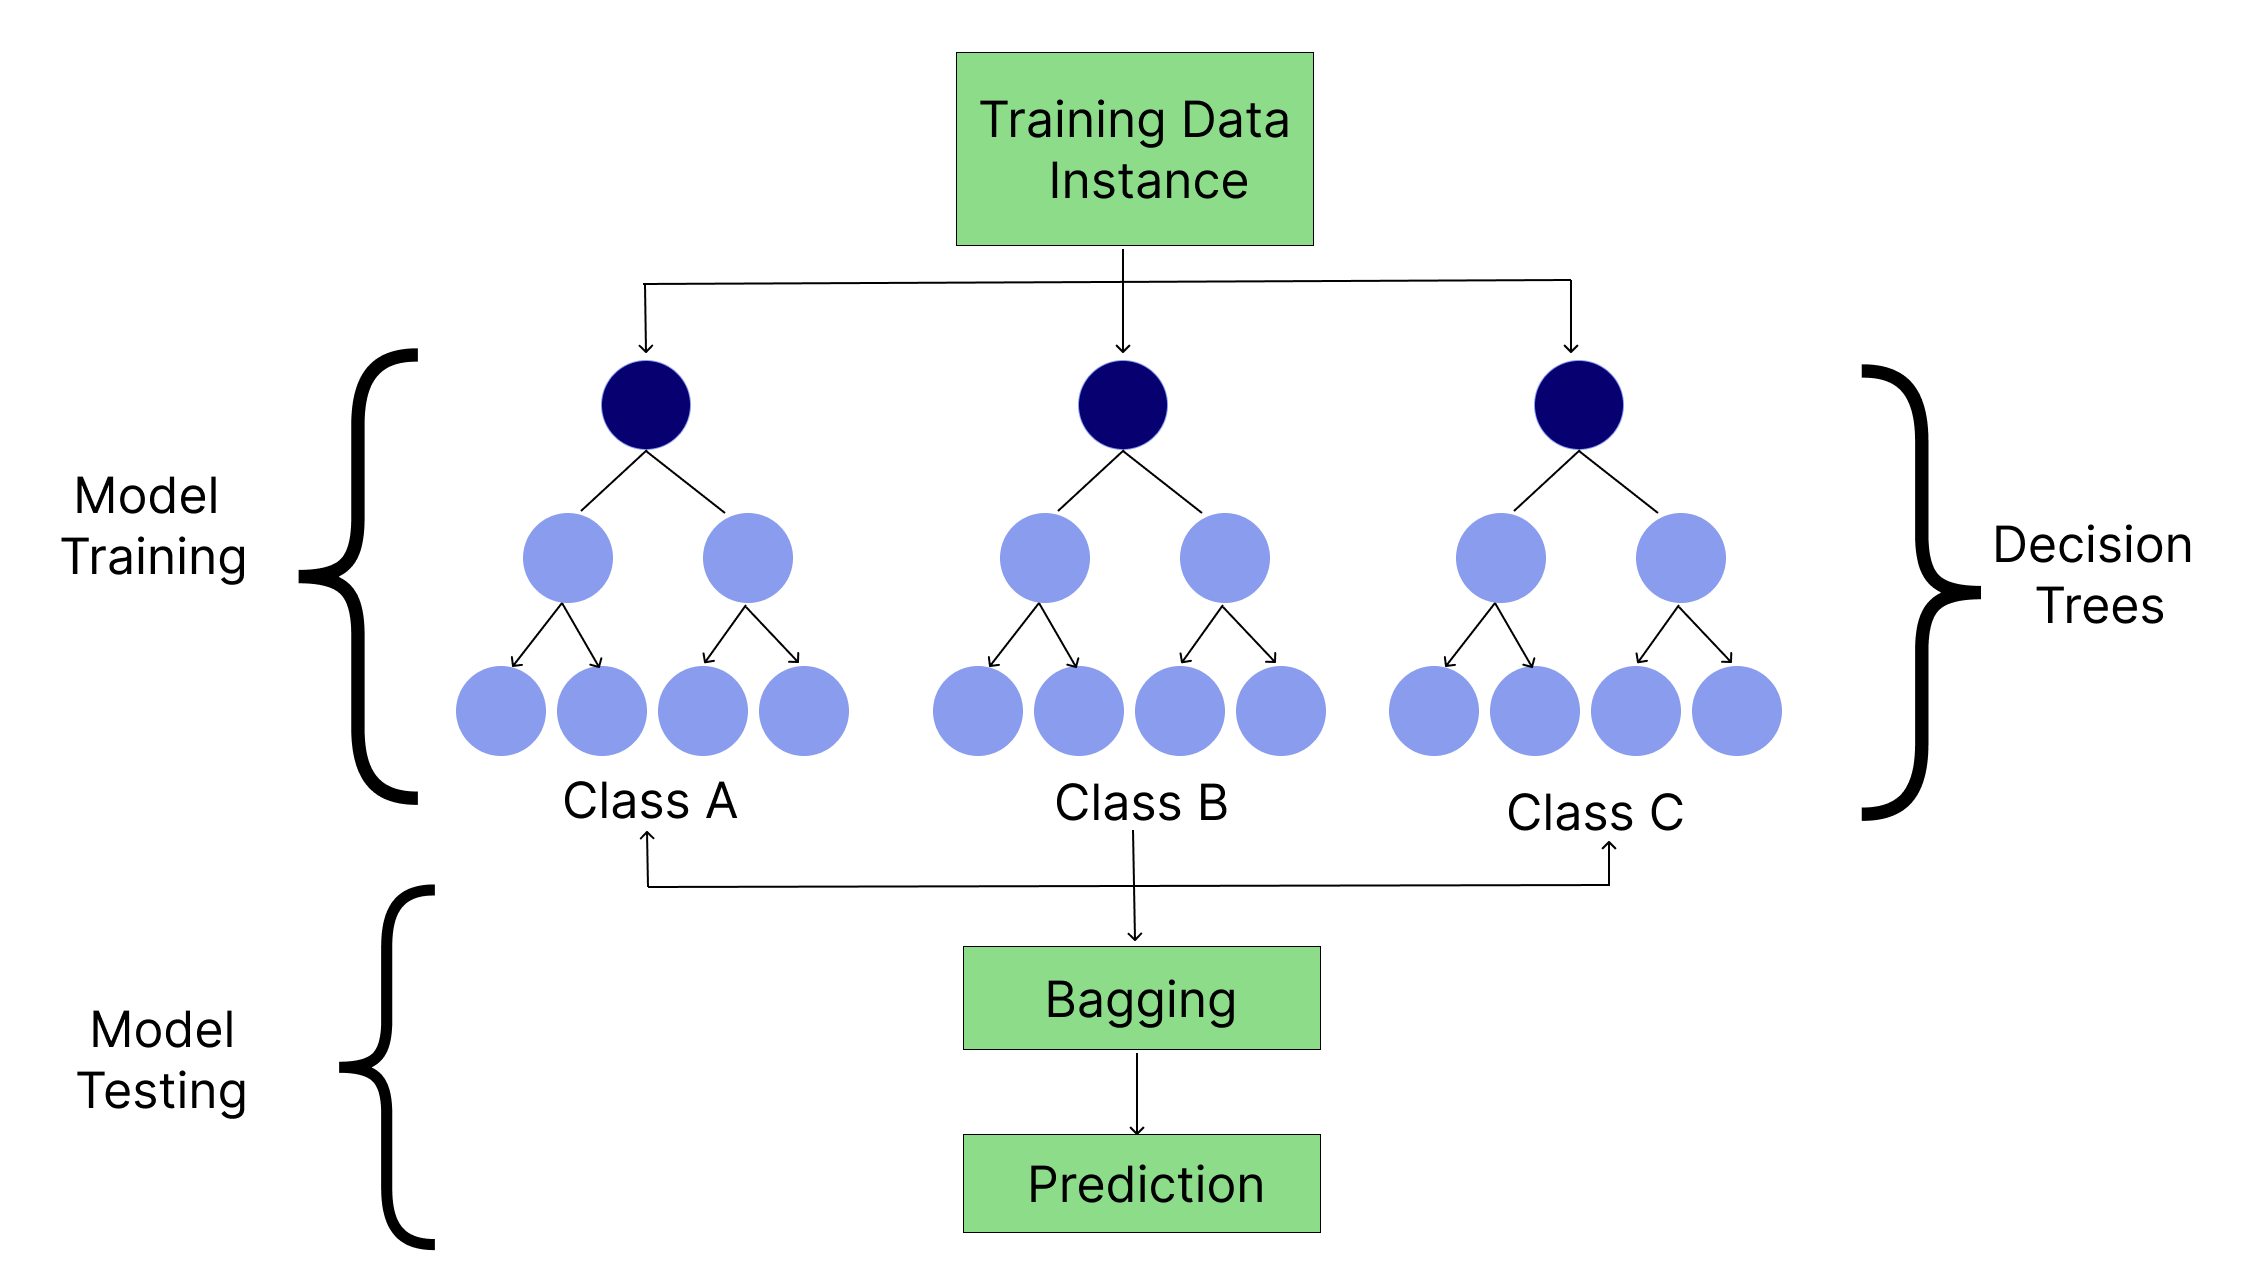 Training Data
Instance
Model
Training
Decision
Trees
Class A
Class B
Class C
Model
Testing
Bagging
Prediction